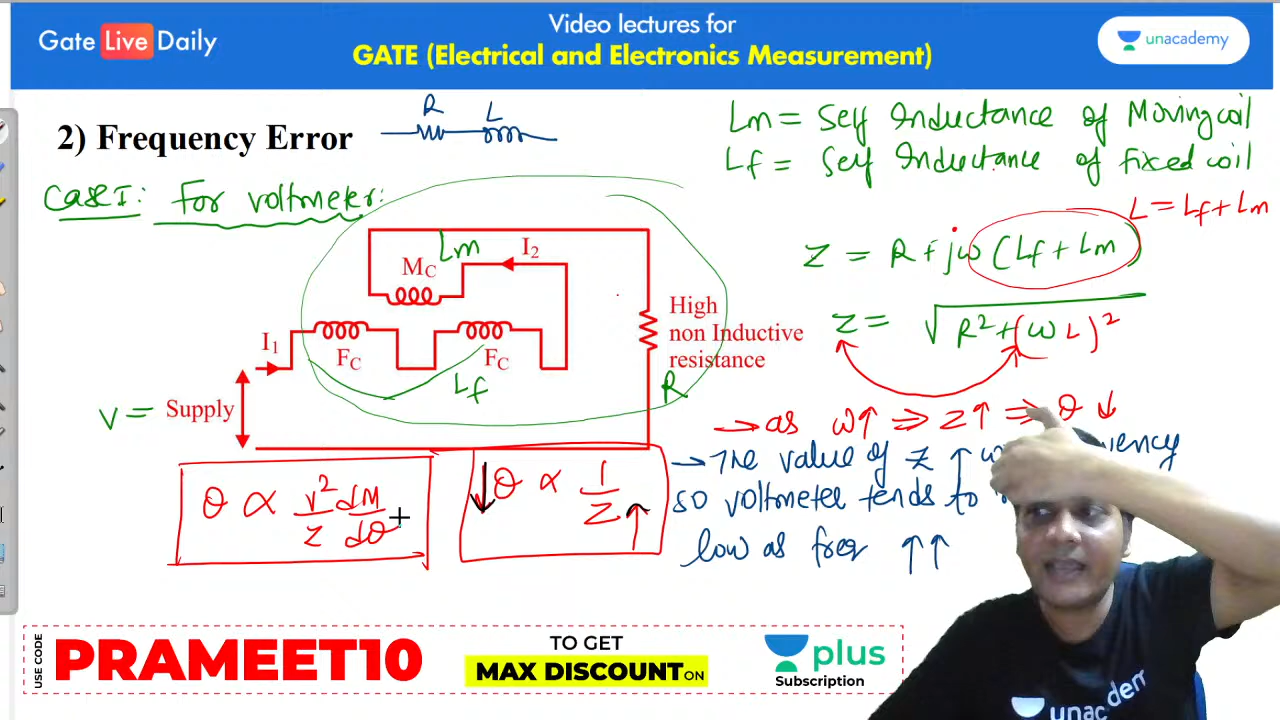 Gate Live Daily
Video lectures for
GATE (Electrical and Electronics Measurement)
unacademy
2) Frequency Error
R L
Case I: For voltmeter:
Lm = Self Inductance of Moving coil
Lf = Self Inductance of fixed coil
L = Lf + Lm
Z = R + jω (Lf + Lm)
Z = √R² + (ωL)²
Lm
MC
I2
I1
FC
FC
Lf
High
non Inductive
resistance
R
V =
Supply
→ as ω↑ ⇒ Z↑ ⇒ θ ↓
→ The value of Z ↑
so voltmeter tends to
low as freq ↑↑
θ ∝ V²/Z dM/dθ
↓θ ∝ 1/Z↑
USE CODE
PRAMEET10
TO GET
MAX DISCOUNT ON
plus
Subscription
unacademy